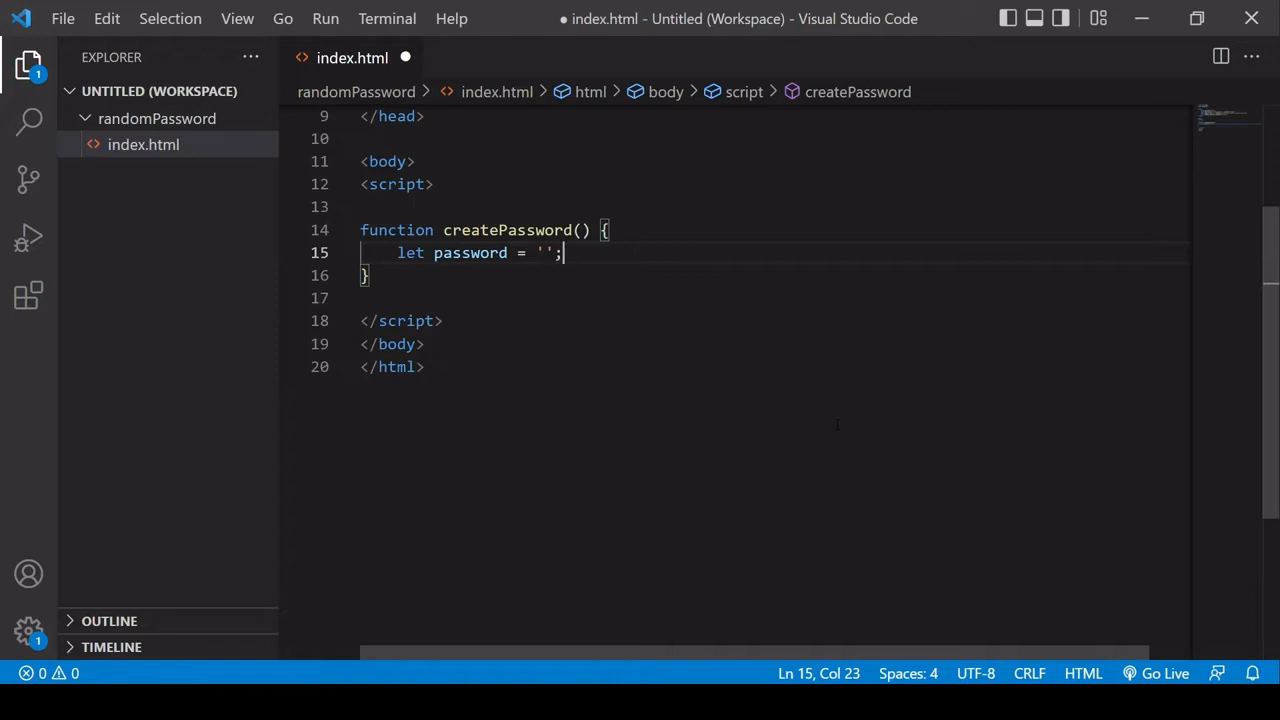 File Edit Selection View Go Run Terminal Help ● index.html - Untitled (Workspace) - Visual Studio Code
EXPLORER ···
index.html
1
UNTITLED (WORKSPACE)
randomPassword
index.html
randomPassword > index.html > html > body > script > createPassword
9 </head>
10
11 <body>
12 <script>
13
14 function createPassword() {
15 let password = '';
16 }
17
18 </script>
19 </body>
20 </html>
OUTLINE
TIMELINE
1
0 0 Ln 15, Col 23 Spaces: 4 UTF-8 CRLF HTML Go Live